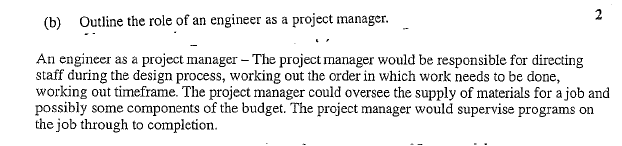 (b) Outline the role of an engineer as a project manager. 2
An engineer as a project manager – The project manager would be responsible for directing
staff during the design process, working out the order in which work needs to be done,
working out timeframe. The project manager could oversee the supply of materials for a job and
possibly some components of the budget. The project manager would supervise programs on
the job through to completion.